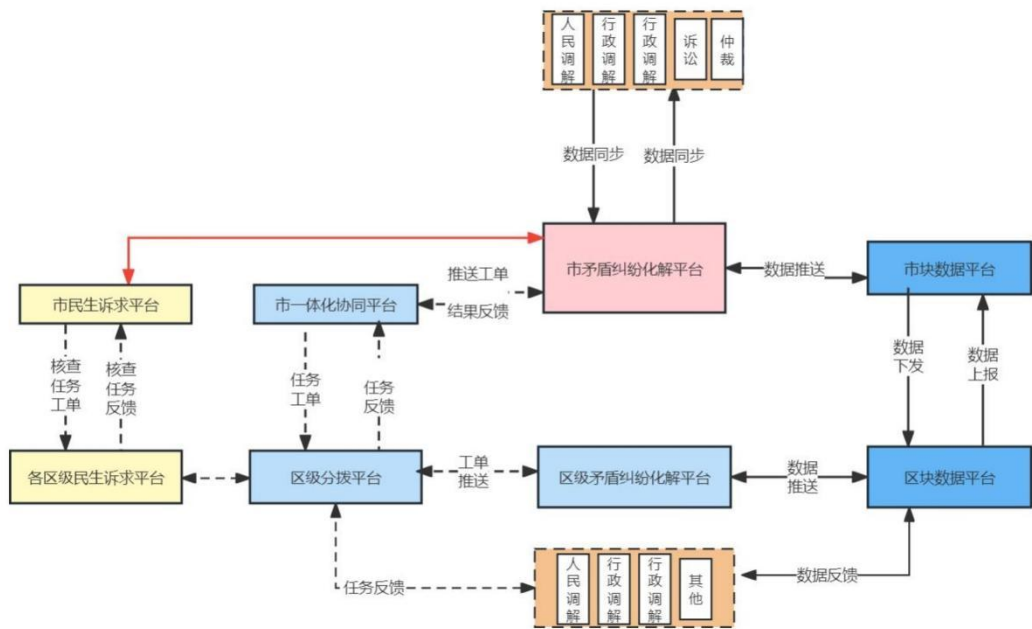 人民调解
行政调解
行政调解
诉讼
仲裁
数据同步
数据同步
市矛盾纠纷化解平台
推送工单
结果反馈
数据推送
市块数据平台
市民生诉求平台
市一体化协同平台
核查
任务
工单
核查
任务
反馈
任务
工单
任务
反馈
数据
下发
数据
上报
各区级民生诉求平台
区级分拨平台
工单
推送
区级矛盾纠纷化解平台
数据
推送
区块数据平台
任务反馈
人民调解
行政调解
行政调解
其他
数据反馈